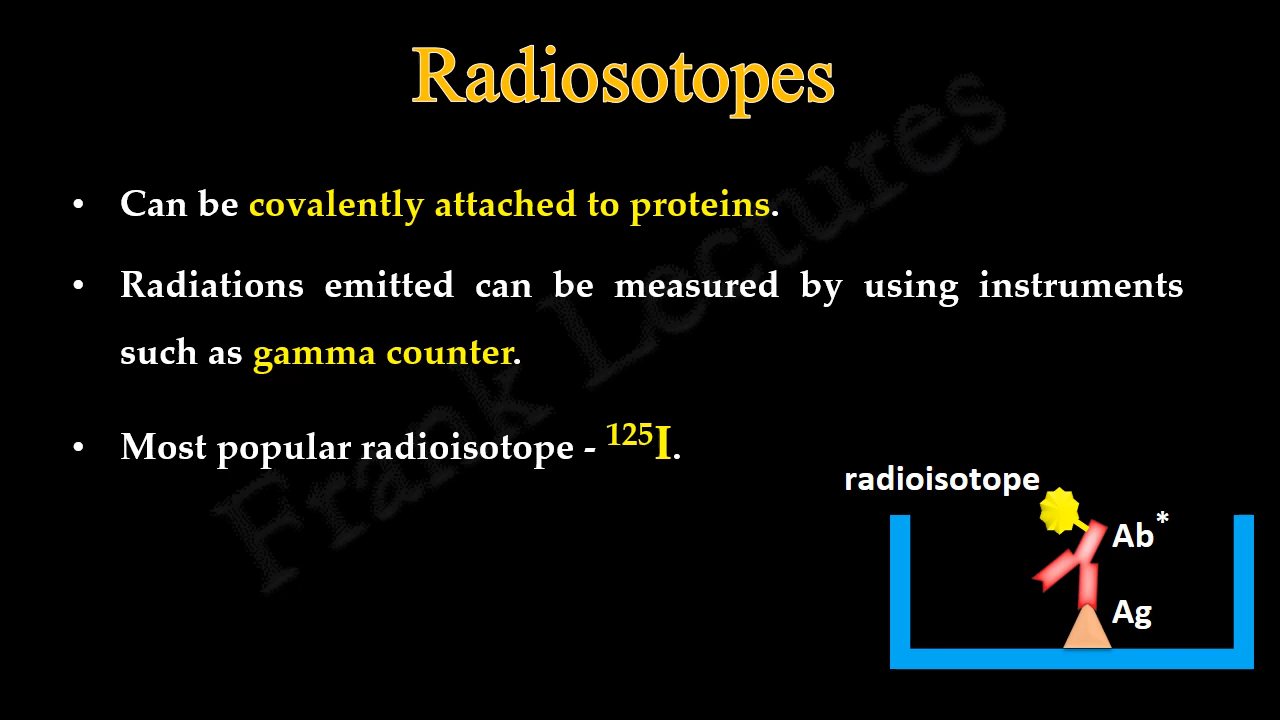 Radiosotopes
• Can be covalently attached to proteins.
• Radiations emitted can be measured by using instruments
such as gamma counter.
• Most popular radioisotope - ¹²⁵I.
radioisotope
Ab*
Ag
Frank Lectures